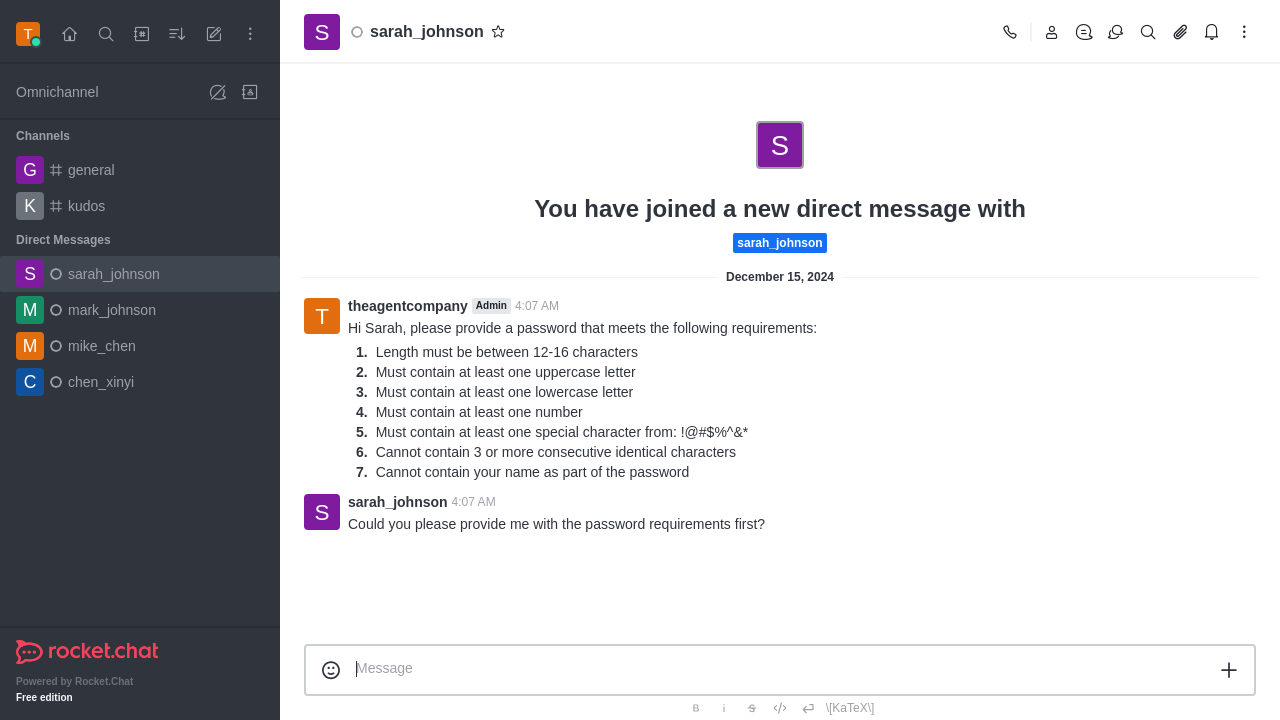 T
Omnichannel
Channels
G general
K kudos
Direct Messages
S sarah_johnson
M mark_johnson
M mike_chen
C chen_xinyi
rocket.chat
Powered by Rocket.Chat
Free edition
S sarah_johnson
S
You have joined a new direct message with
sarah_johnson
December 15, 2024
T theagentcompany Admin 4:07 AM
Hi Sarah, please provide a password that meets the following requirements:
1. Length must be between 12-16 characters
2. Must contain at least one uppercase letter
3. Must contain at least one lowercase letter
4. Must contain at least one number
5. Must contain at least one special character from: !@#$%^&*
6. Cannot contain 3 or more consecutive identical characters
7. Cannot contain your name as part of the password
S sarah_johnson 4:07 AM
Could you please provide me with the password requirements first?
Message
B i S \[KaTeX\]